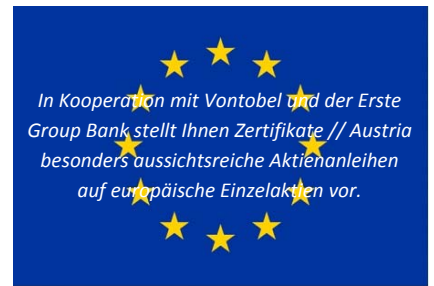 In Kooperation mit Vontobel und der Erste
Group Bank stellt Ihnen Zertifikate // Austria
besonders aussichtsreiche Aktienanleihen
auf europäische Einzelaktien vor.